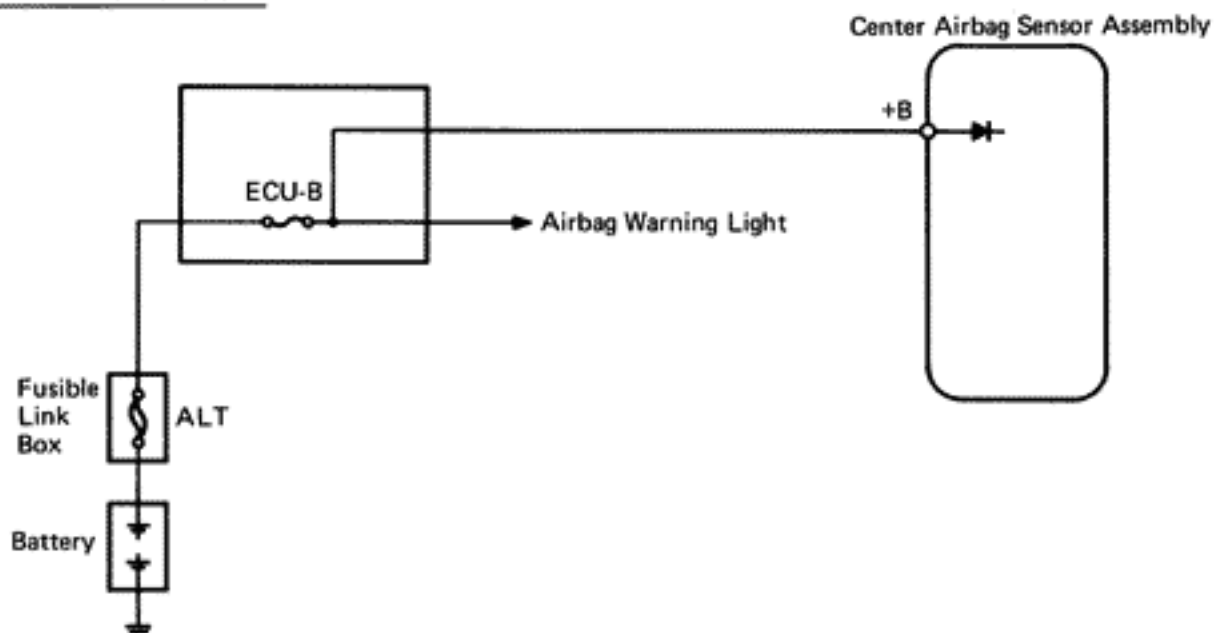 Center Airbag Sensor Assembly
+B
ECU-B
Airbag Warning Light
Fusible
Link
Box
ALT
Battery